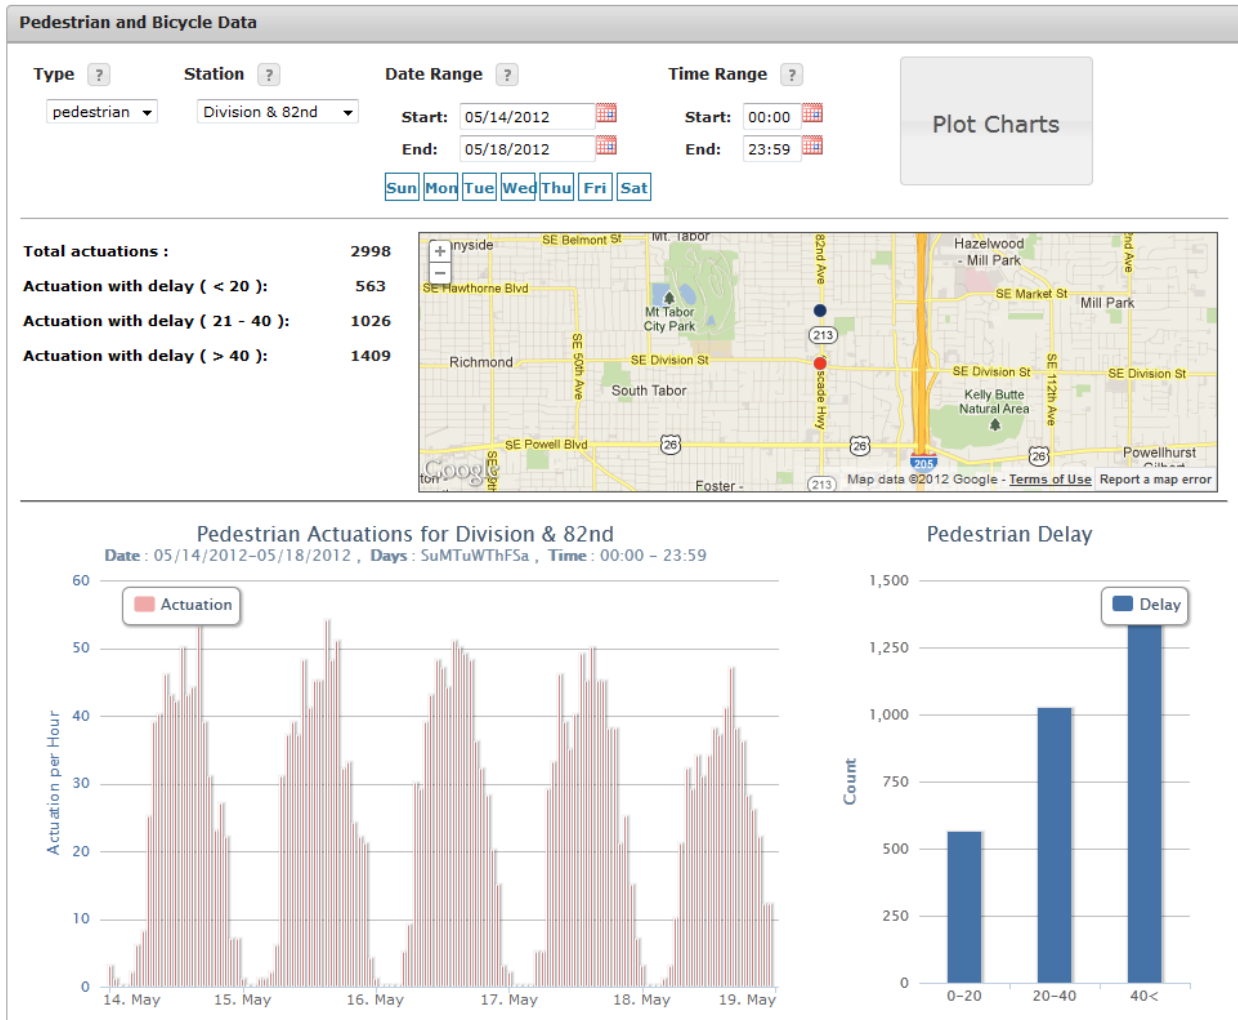 Pedestrian and Bicycle Data
Type ? Station ? Date Range ? Time Range ?
pedestrian Division & 82nd
Start: 05/14/2012 Start: 00:00
End: 05/18/2012 End: 23:59
Plot Charts
Sun Mon Tue Wed Thu Fri Sat
Total actuations : 2998
Actuation with delay ( < 20 ): 563
Actuation with delay ( 21 - 40 ): 1026
Actuation with delay ( > 40 ): 1409
+
−
nnyside
SE Belmont St
Mt. Tabor
82nd Ave
Hazelwood
- Mill Park
nd Ave
SE Hawthorne Blvd
Mt Tabor
City Park
SE Market St
Mill Park
213
Richmond
SE 50th Ave
SE Division St
scade Hwy
SE Division St
SE 112th Ave
SE Division St
South Tabor
Kelly Butte
Natural Area
SE Powell Blvd
26
26
205
26
Powellhurst
Google
Foster -
213
Map data ©2012 Google - Terms of Use Report a map error
Pedestrian Actuations for Division & 82nd
Date : 05/14/2012-05/18/2012 , Days : SuMTuWThFSa , Time : 00:00 - 23:59
Actuation
Actuation per Hour
60
50
40
30
20
10
0
14. May 15. May 16. May 17. May 18. May 19. May
Pedestrian Delay
Delay
Count
1,500
1,250
1,000
750
500
250
0
0-20 20-40 40<